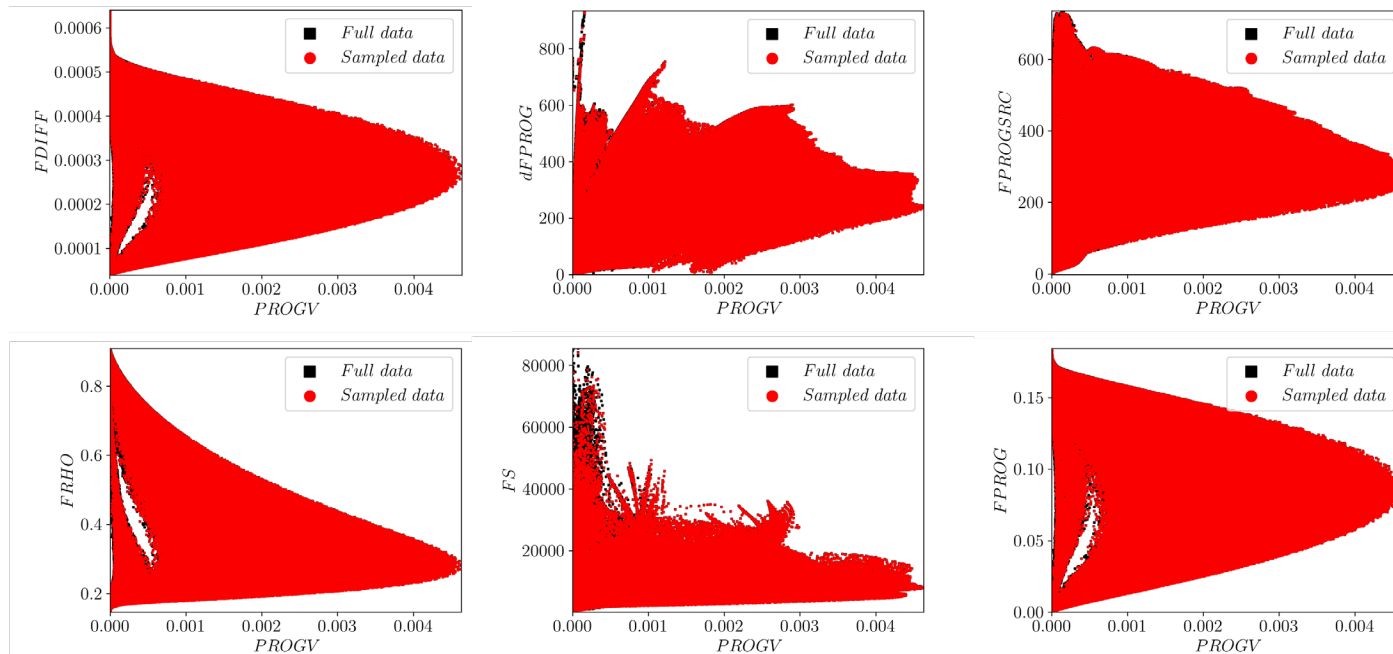 0.0006
0.0005
0.0004
0.0003
0.0002
0.0001
FDIFF
Full data
Sampled data
0.000 0.001 0.002 0.003 0.004
PROGV
800
600
400
200
0
dFPROG
Full data
Sampled data
0.000 0.001 0.002 0.003 0.004
PROGV
600
400
200
0
FPROGSRC
Full data
Sampled data
0.000 0.001 0.002 0.003 0.004
PROGV
0.8
0.6
0.4
0.2
FRHO
Full data
Sampled data
0.000 0.001 0.002 0.003 0.004
PROGV
80000
60000
40000
20000
FS
Full data
Sampled data
0.000 0.001 0.002 0.003 0.004
PROGV
0.15
0.10
0.05
0.00
FPROG
Full data
Sampled data
0.000 0.001 0.002 0.003 0.004
PROGV